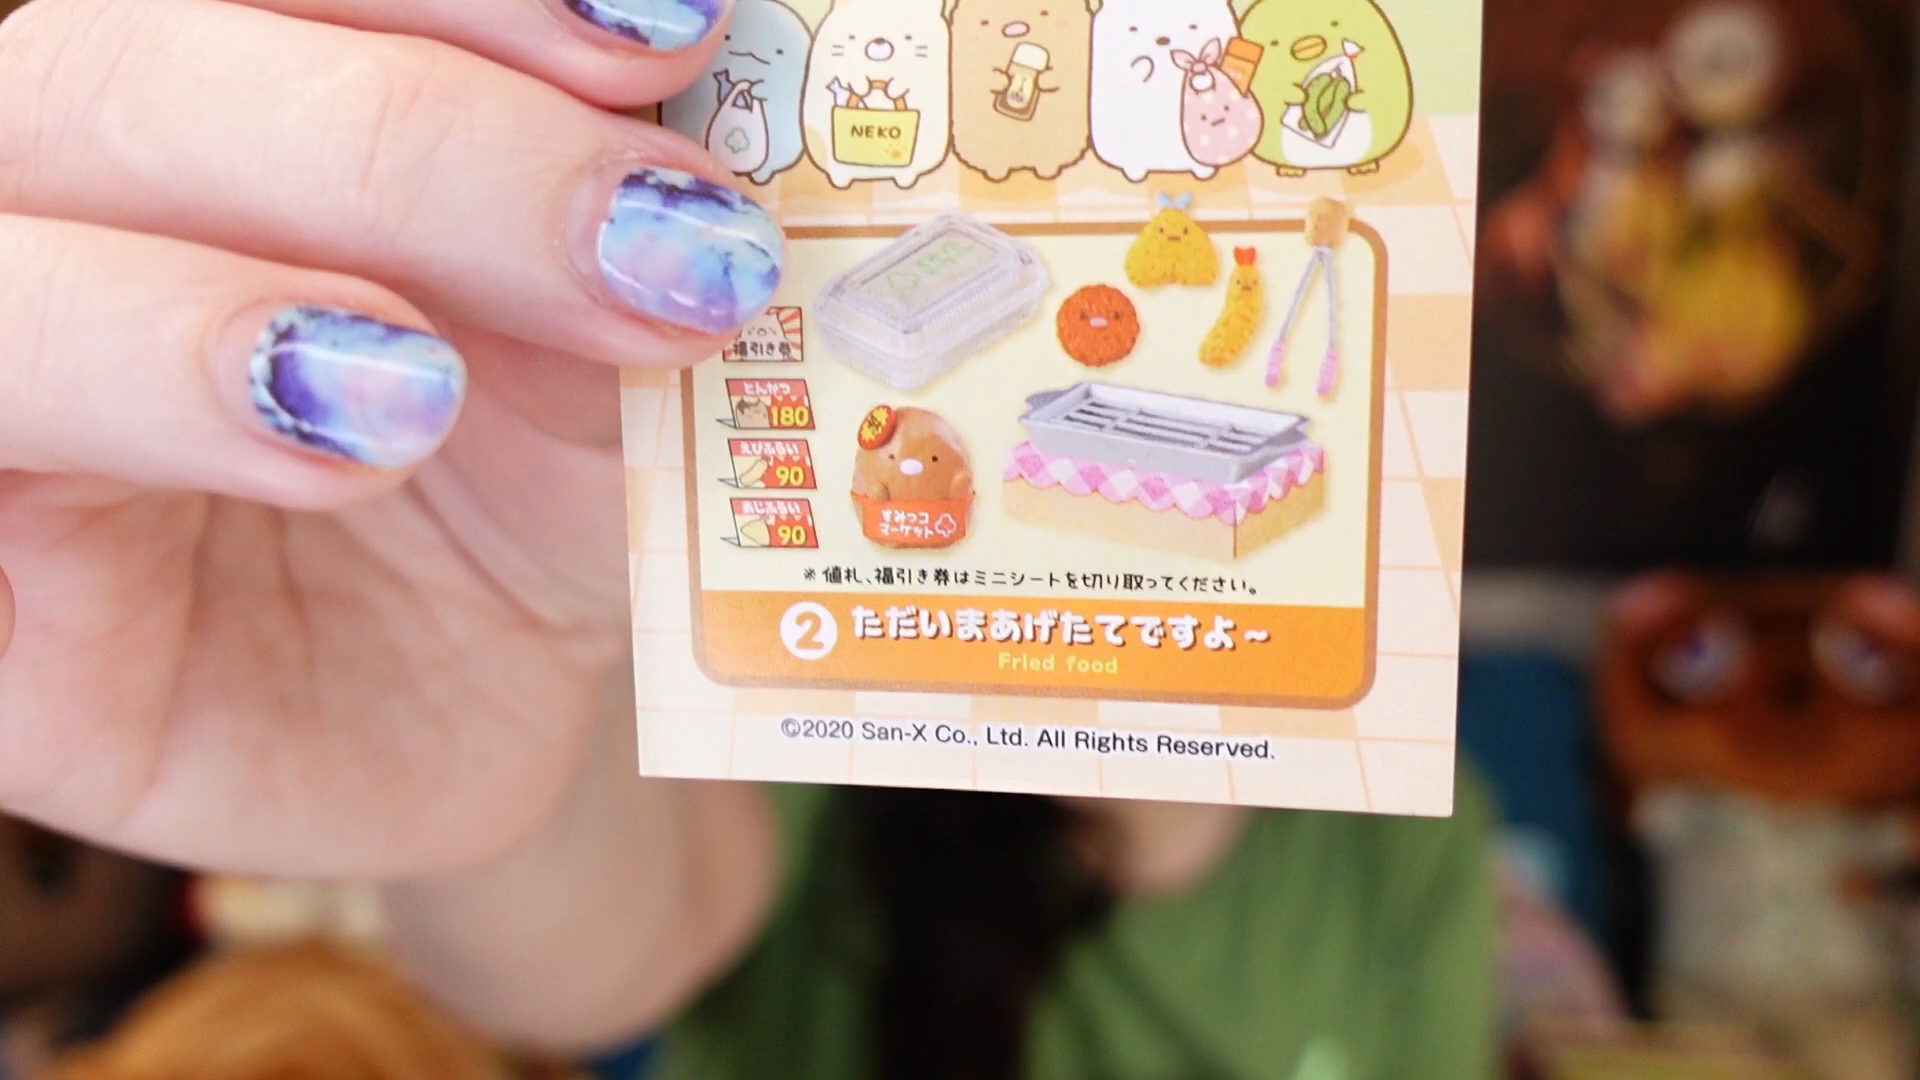 NEKO
福引き券
とんかつ
180
えびふらい
90
あじふらい
90
すみっコ
マーケット
※値札、福引き券はミニシートを切り取ってください。
2 ただいまあげたてですよ～
Fried food
©2020 San-X Co., Ltd. All Rights Reserved.